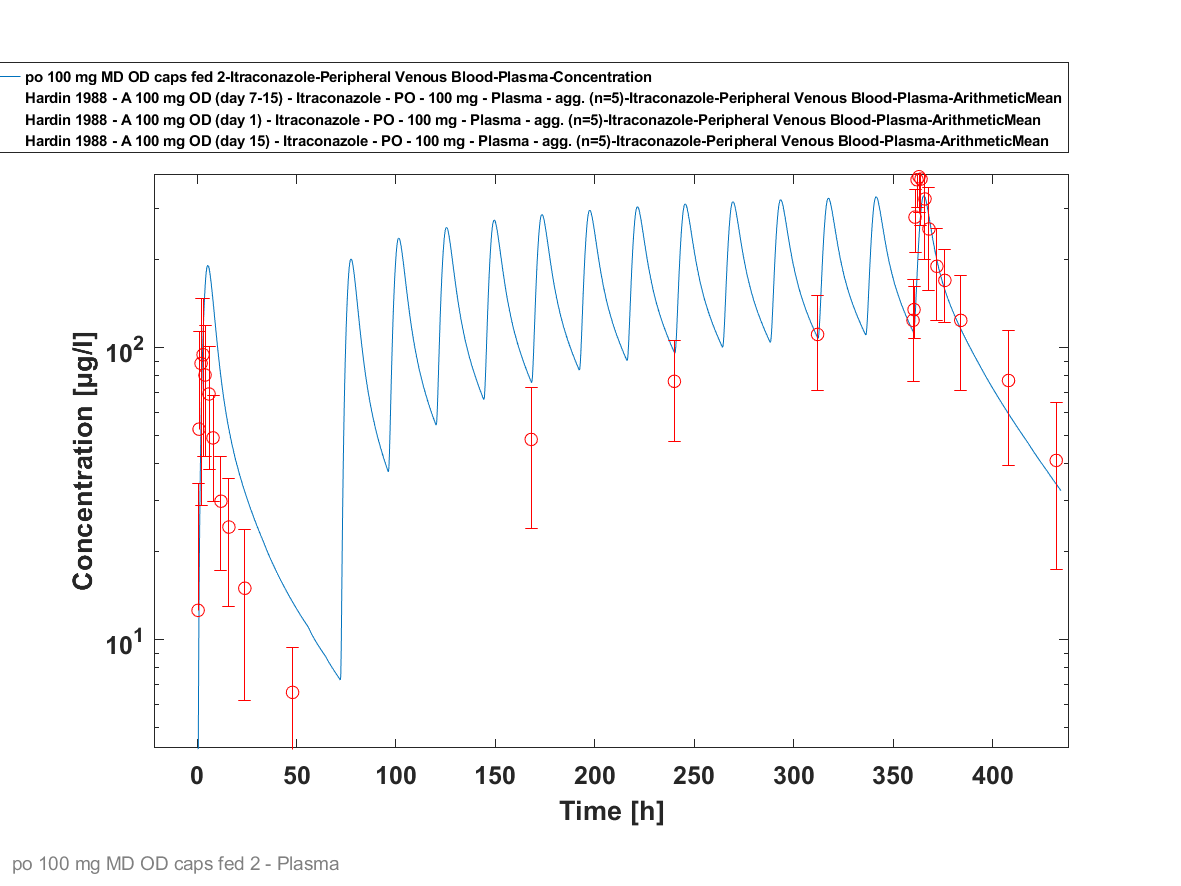 po 100 mg MD OD caps fed 2-Itraconazole-Peripheral Venous Blood-Plasma-Concentration
Hardin 1988 - A 100 mg OD (day 7-15) - Itraconazole - PO - 100 mg - Plasma - agg. (n=5)-Itraconazole-Peripheral Venous Blood-Plasma-ArithmeticMean
Hardin 1988 - A 100 mg OD (day 1) - Itraconazole - PO - 100 mg - Plasma - agg. (n=5)-Itraconazole-Peripheral Venous Blood-Plasma-ArithmeticMean
Hardin 1988 - A 100 mg OD (day 15) - Itraconazole - PO - 100 mg - Plasma - agg. (n=5)-Itraconazole-Peripheral Venous Blood-Plasma-ArithmeticMean
Concentration [µg/l]
10²
10¹
0 50 100 150 200 250 300 350 400
Time [h]
po 100 mg MD OD caps fed 2 - Plasma